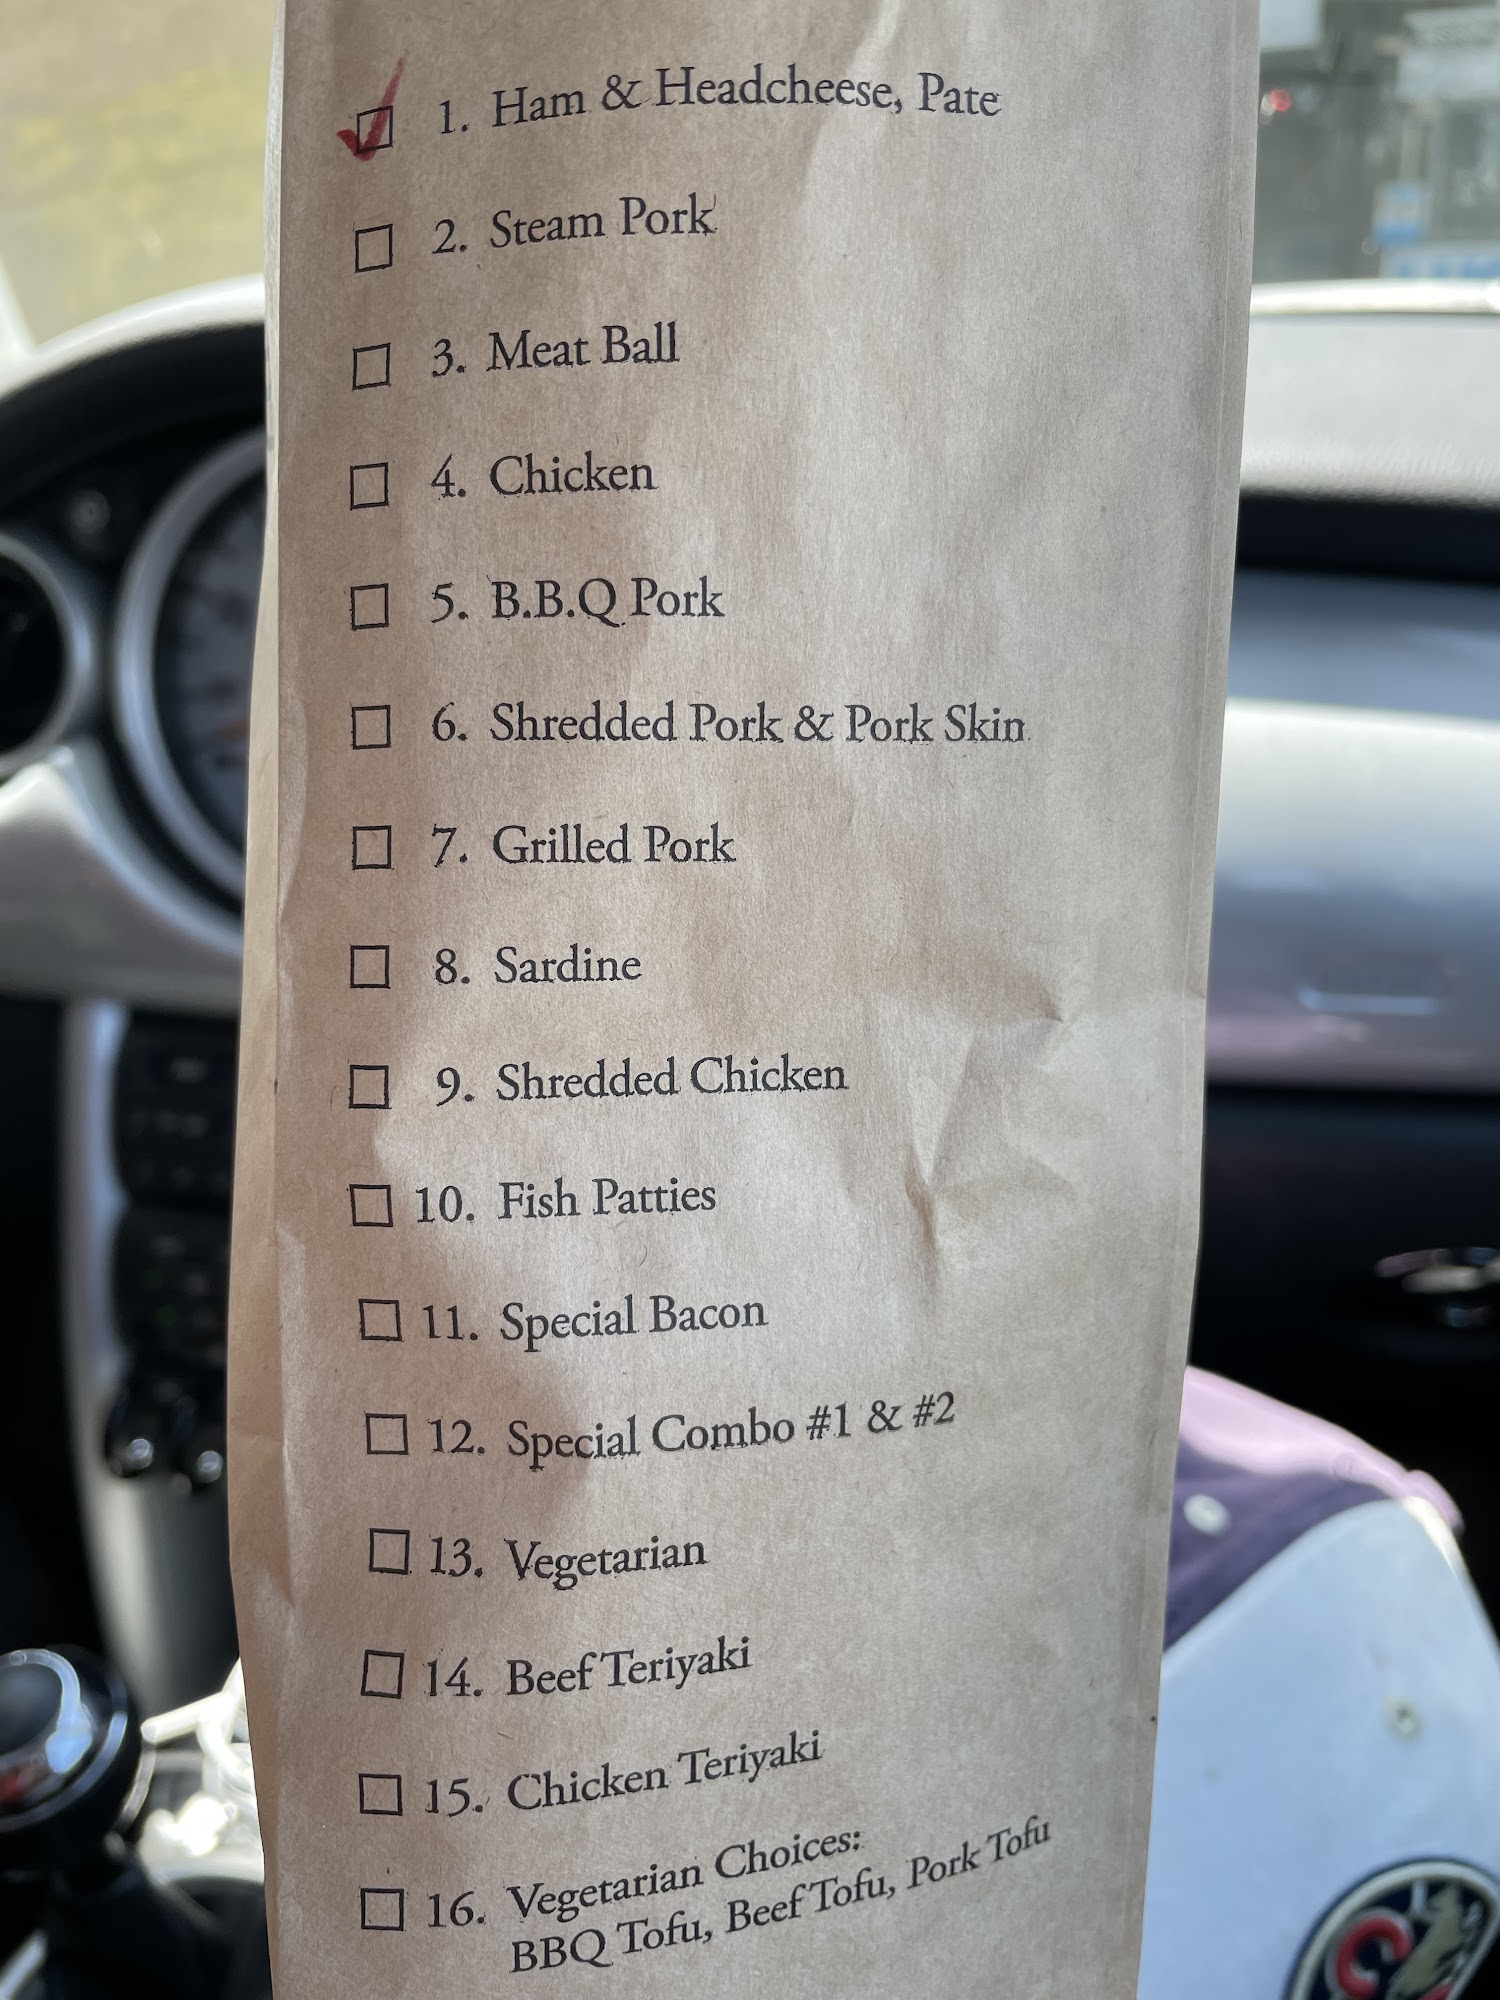 1. Ham & Headcheese, Pate
2. Steam Pork
3. Meat Ball
4. Chicken
5. B.B.Q Pork
6. Shredded Pork & Pork Skin
7. Grilled Pork
8. Sardine
9. Shredded Chicken
10. Fish Patties
11. Special Bacon
12. Special Combo #1 & #2
13. Vegetarian
14. Beef Teriyaki
15. Chicken Teriyaki
16. Vegetarian Choices:
BBQ Tofu, Beef Tofu, Pork Tofu